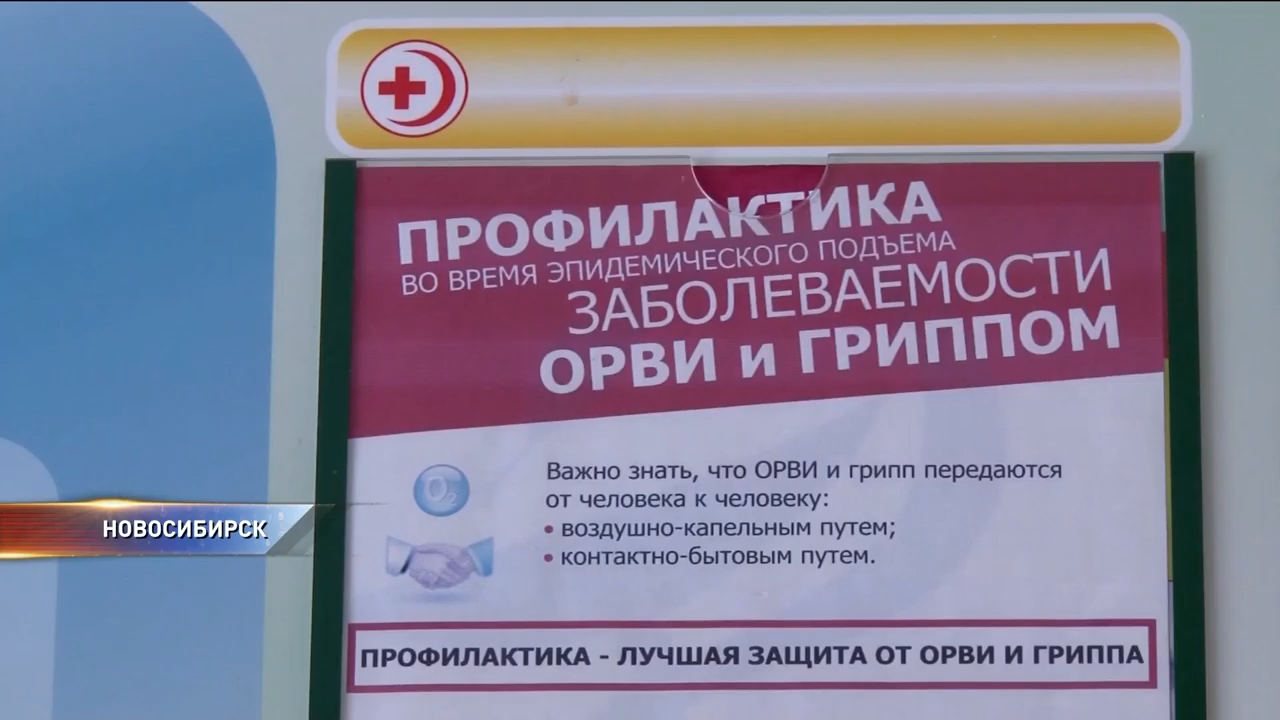 ПРОФИЛАКТИКА
ВО ВРЕМЯ ЭПИДЕМИЧЕСКОГО ПОДЪЕМА
ЗАБОЛЕВАЕМОСТИ
ОРВИ и ГРИППОМ
O2
Важно знать, что ОРВИ и грипп передаются
от человека к человеку:
• воздушно-капельным путем;
• контактно-бытовым путем.
НОВОСИБИРСК
ПРОФИЛАКТИКА - ЛУЧШАЯ ЗАЩИТА ОТ ОРВИ И ГРИППА